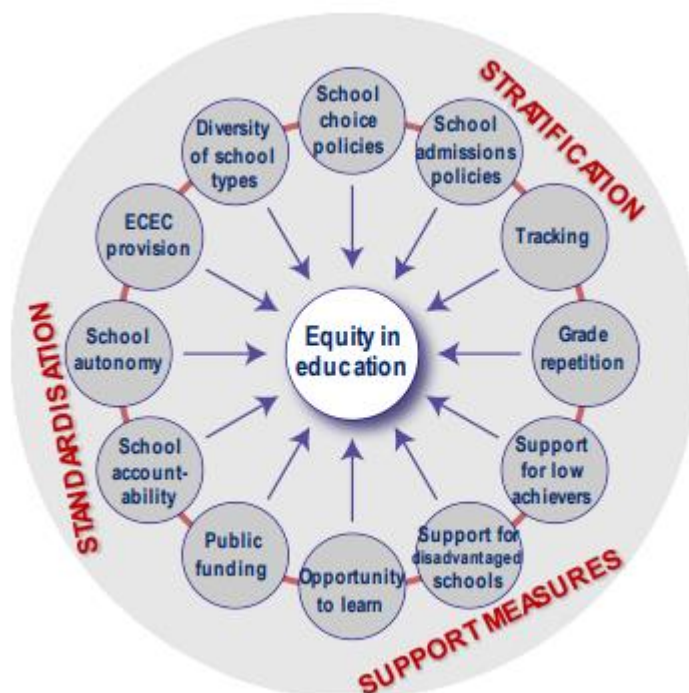 STRATIFICATION
School
choice
policies
School
admissions
policies
Tracking
Grade
repetition
Support
for low
achievers
Support for
disadvantaged
schools
SUPPORT MEASURES
Opportunity
to learn
Public
funding
School
account-
ability
School
autonomy
STANDARDISATION
ECEC
provision
Diversity
of school
types
Equity in
education